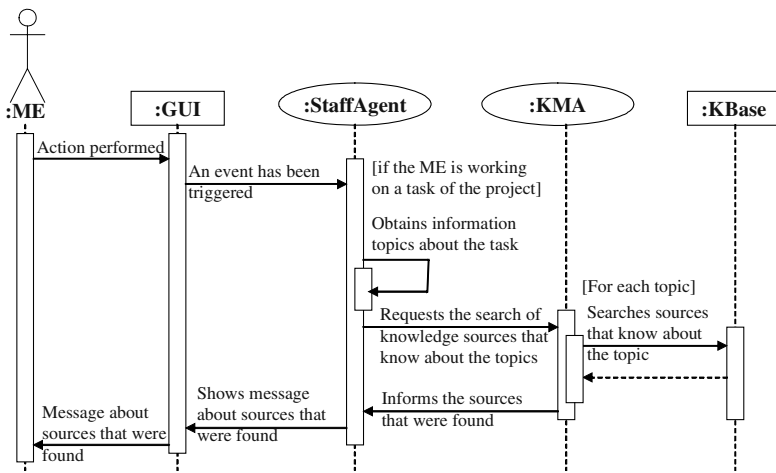 :ME
:GUI
:StaffAgent
:KMA
:KBase
Action performed
An event has been
triggered
[if the ME is working
on a task of the project]
Obtains information
topics about the task
[For each topic]
Requests the search of
knowledge sources that
know about the topics
Searches sources
that know about
the topic
Informs the sources
that were found
Shows message
about sources that
were found
Message about
sources that were
found